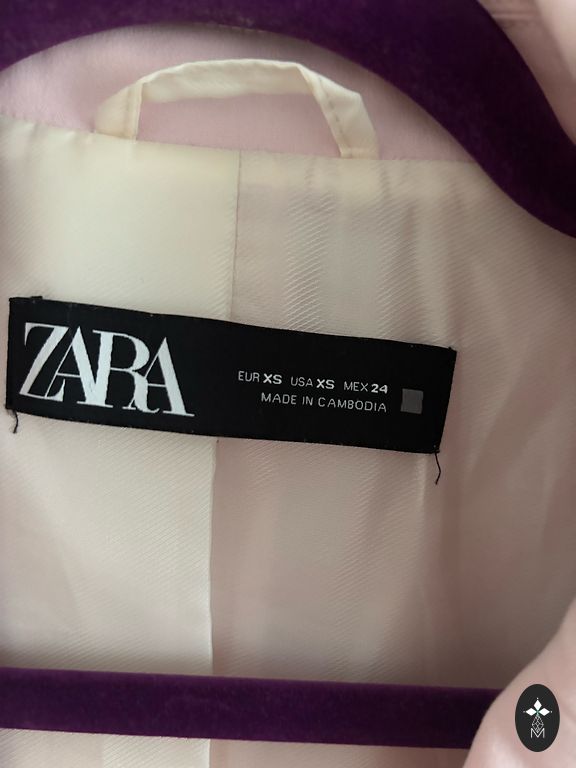 ZARA
EUR XS USA XS MEX 24
MADE IN CAMBODIA
M